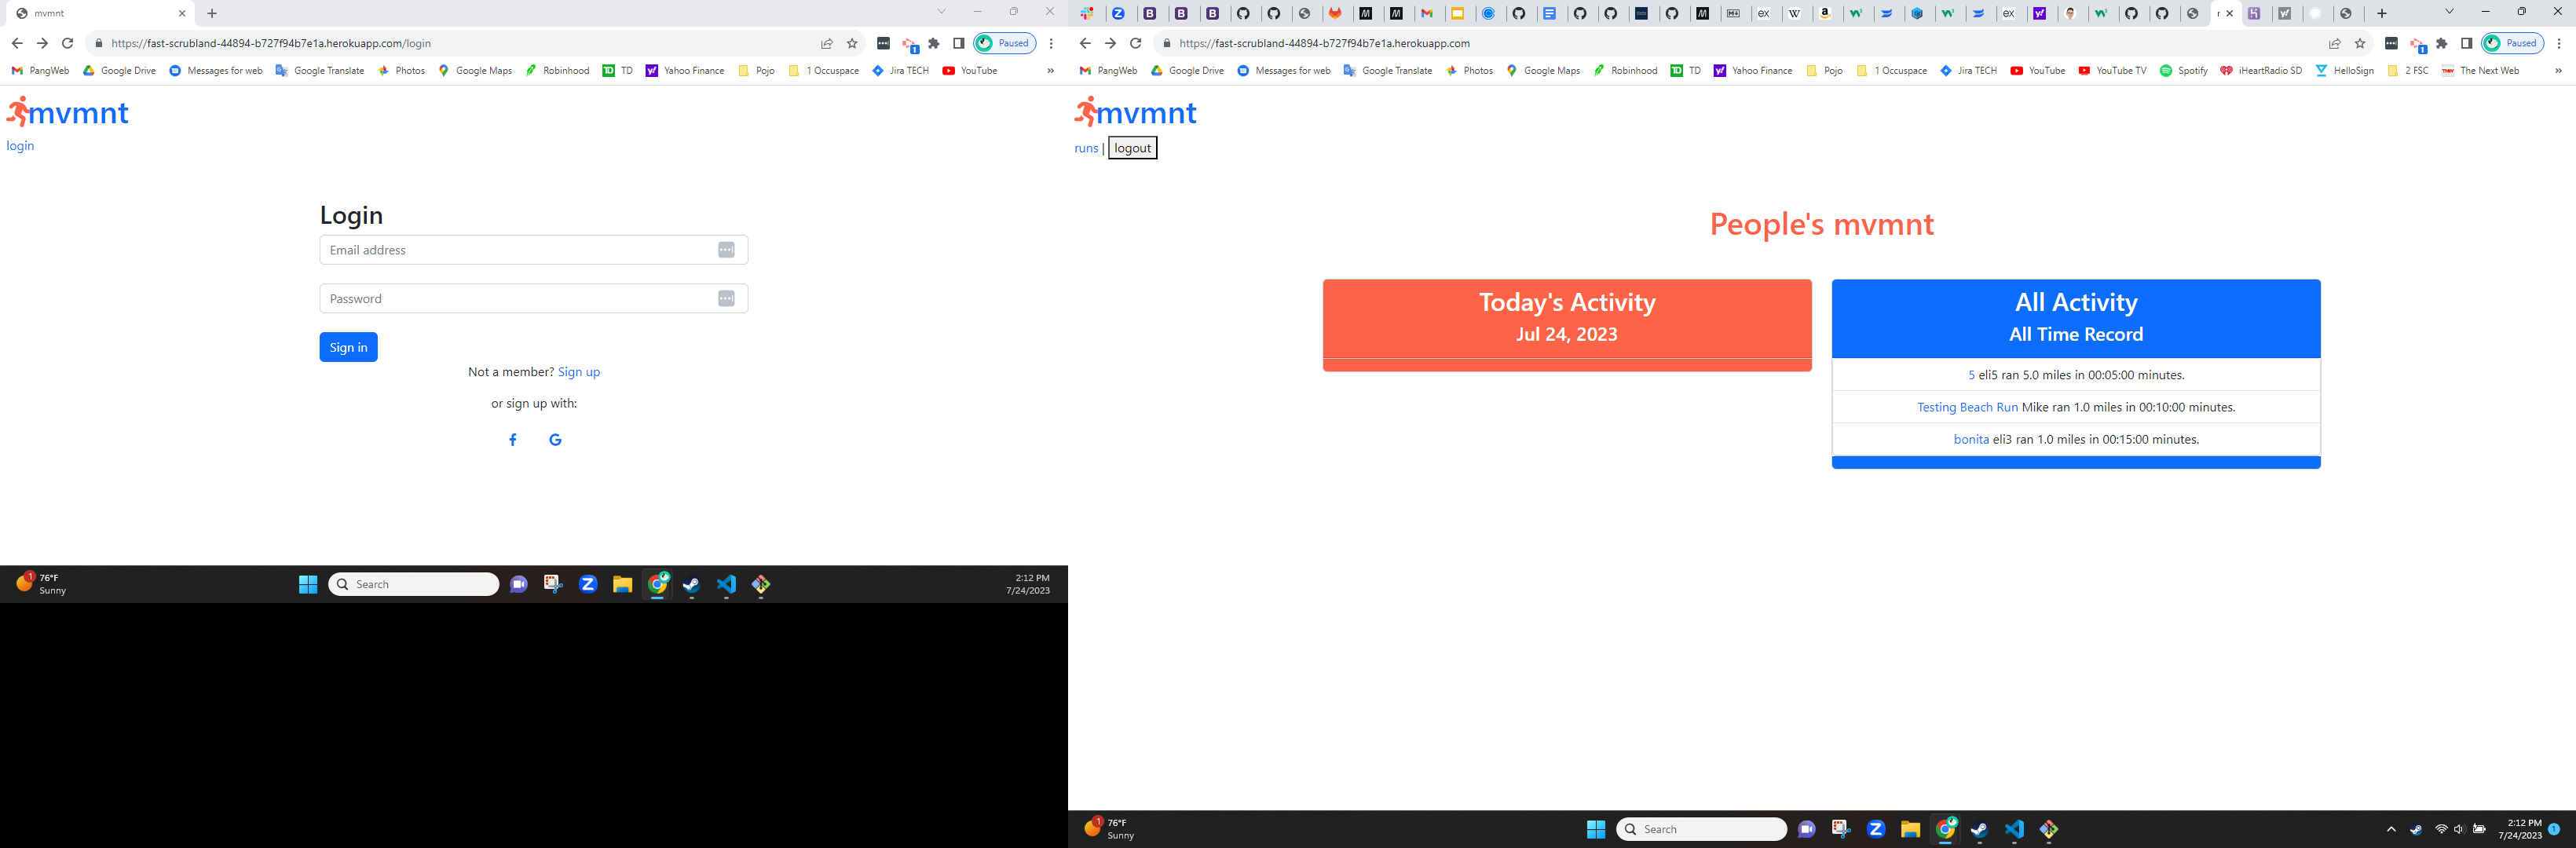 mvmnt
https://fast-scrubland-44894-b727f94b7e1a.herokuapp.com/login
Paused
PangWeb
Google Drive
Messages for web
Google Translate
Photos
Google Maps
Robinhood
TD
Yahoo Finance
Pojo
1 Occuspace
Jira TECH
YouTube
»
mvmnt
login
Login
Email address
Password
Sign in
Not a member? Sign up
or sign up with:
76°F
Sunny
Search
2:12 PM
7/24/2023
https://fast-scrubland-44894-b727f94b7e1a.herokuapp.com
Paused
PangWeb
Google Drive
Messages for web
Google Translate
Photos
Google Maps
Robinhood
TD
Yahoo Finance
Pojo
1 Occuspace
Jira TECH
YouTube
YouTube TV
Spotify
iHeartRadio SD
HelloSign
2 FSC
The Next Web
»
mvmnt
runs | logout
People's mvmnt
Today's Activity
Jul 24, 2023
All Activity
All Time Record
5 eli5 ran 5.0 miles in 00:05:00 minutes.
Testing Beach Run Mike ran 1.0 miles in 00:10:00 minutes.
bonita eli3 ran 1.0 miles in 00:15:00 minutes.
76°F
Sunny
Search
2:12 PM
7/24/2023